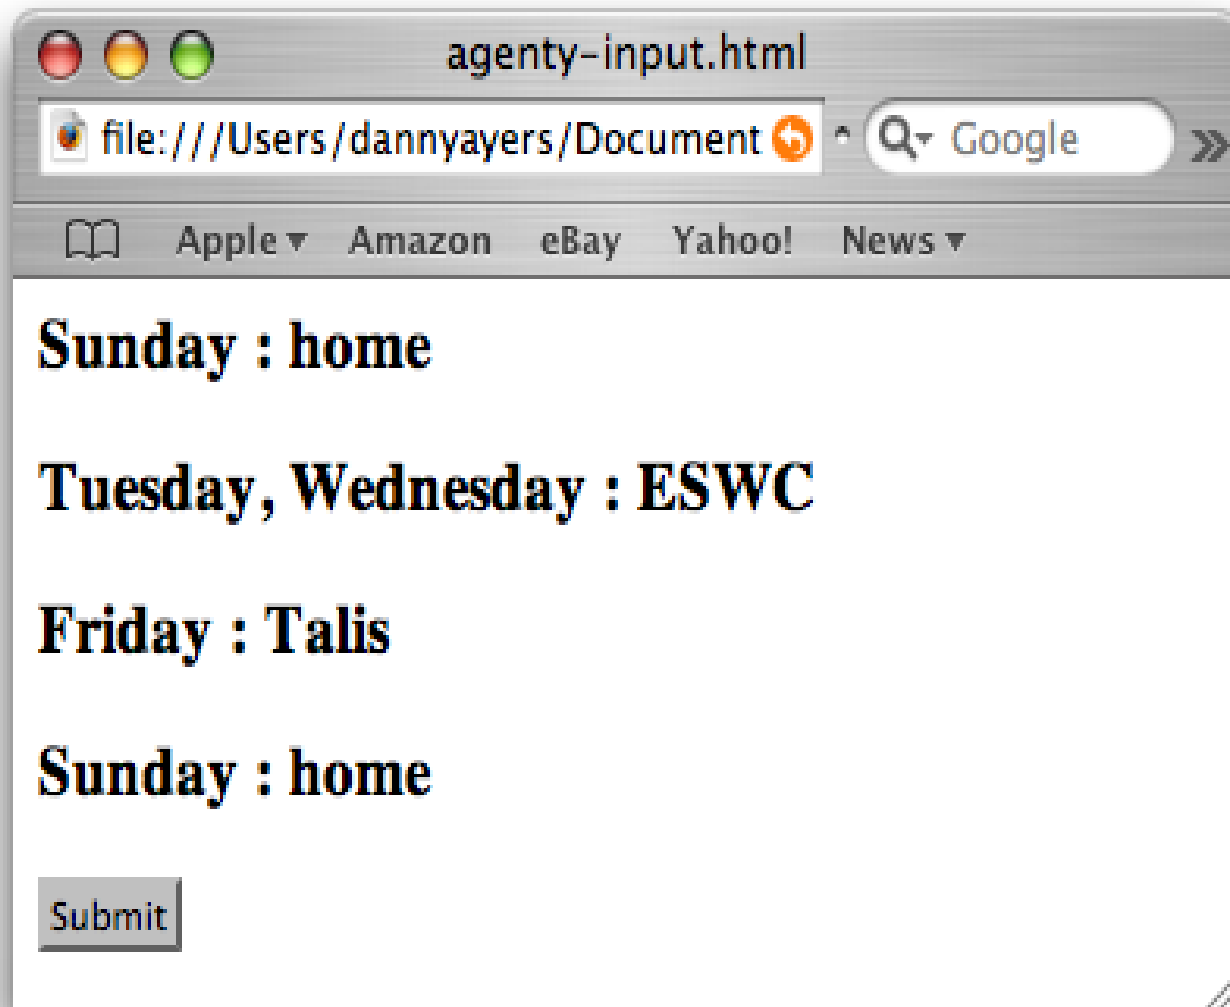 agenty-input.html
file:///Users/dannyayers/Document Google
Apple Amazon eBay Yahoo! News
Sunday : home
Tuesday, Wednesday : ESWC
Friday : Talis
Sunday : home
Submit